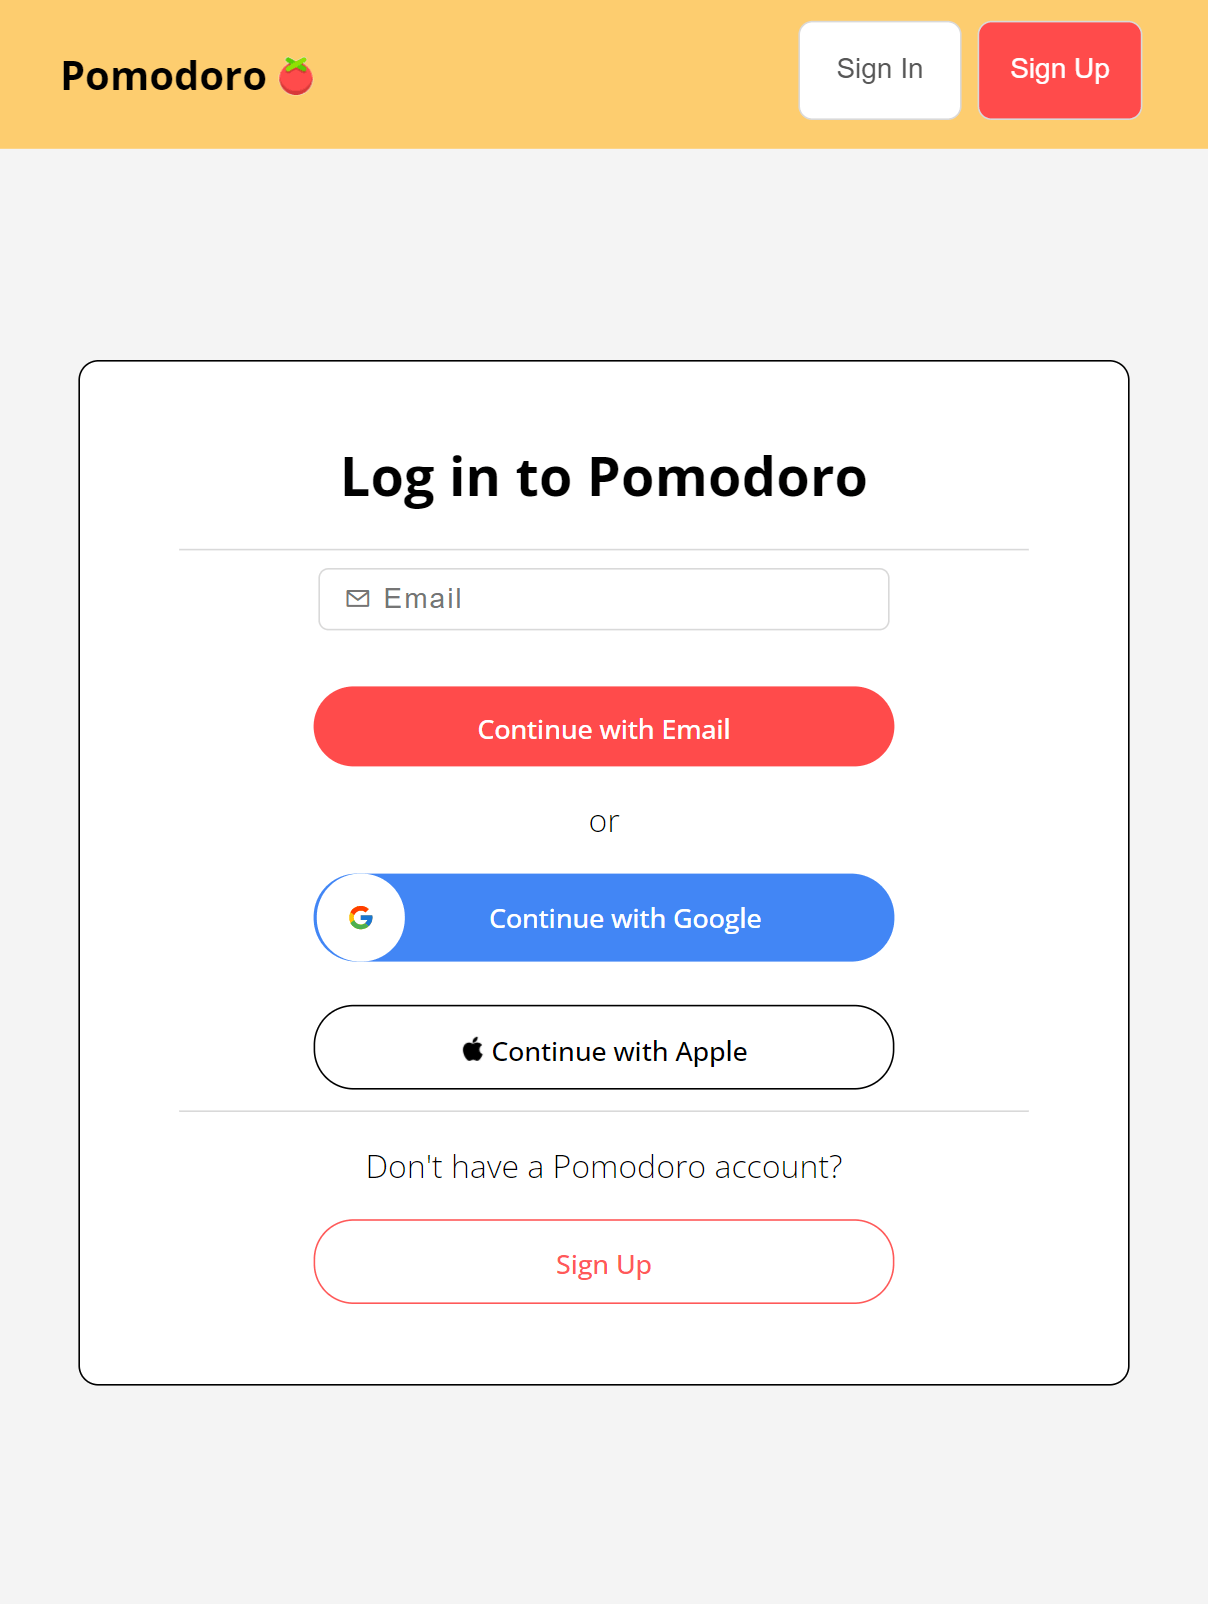 Pomodoro
Sign In
Sign Up
Log in to Pomodoro
Email
Continue with Email
or
Continue with Google
Continue with Apple
Don't have a Pomodoro account?
Sign Up